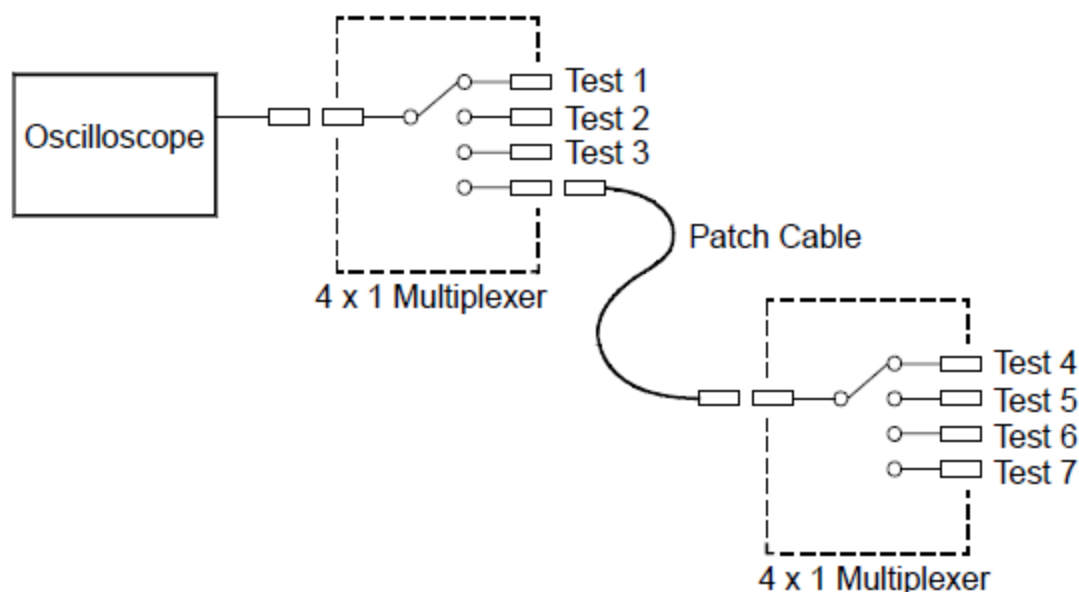 Oscilloscope
Test 1
Test 2
Test 3
Patch Cable
4 x 1 Multiplexer
Test 4
Test 5
Test 6
Test 7
4 x 1 Multiplexer